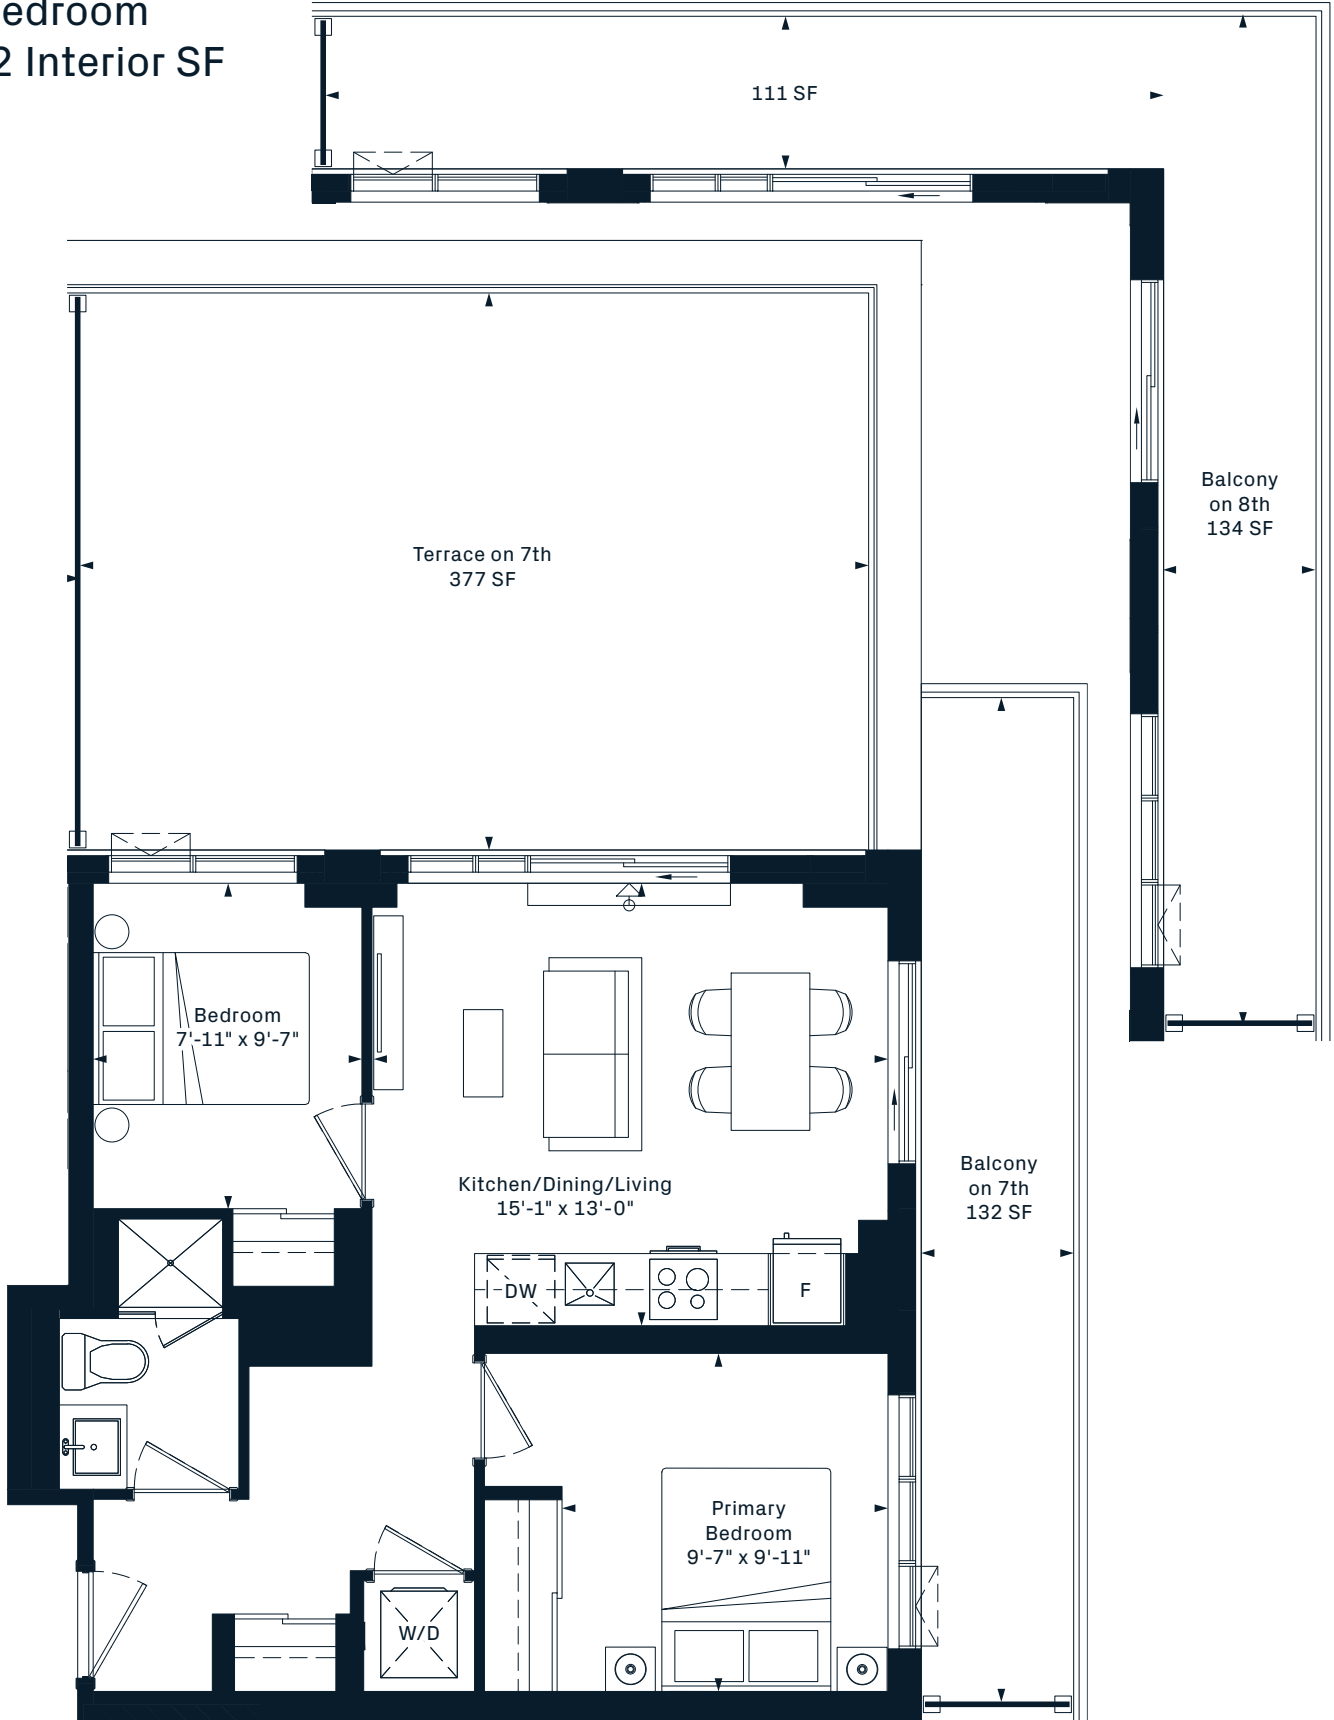 edroom
2 Interior SF
111 SF
Balcony
on 8th
134 SF
Terrace on 7th
377 SF
Bedroom
7'-11" x 9'-7"
Kitchen/Dining/Living
15'-1" x 13'-0"
Balcony
on 7th
132 SF
DW
F
Primary
Bedroom
9'-7" x 9'-11"
W/D